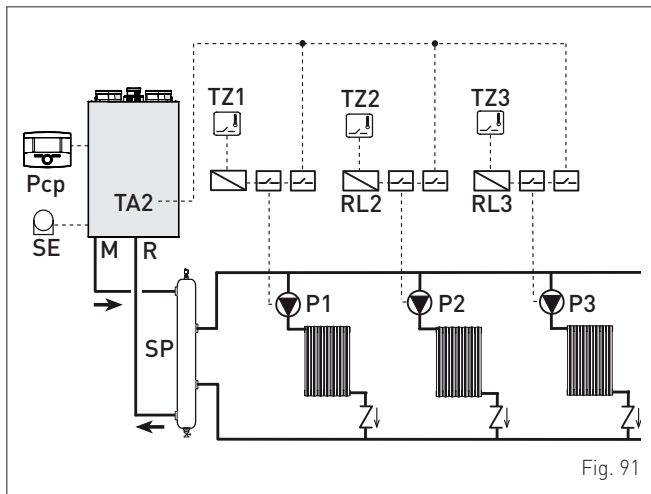 TZ1 TZ2 TZ3
Pcp
TA2
RL2 RL3
SE
M R
P1 P2 P3
SP
Fig. 91